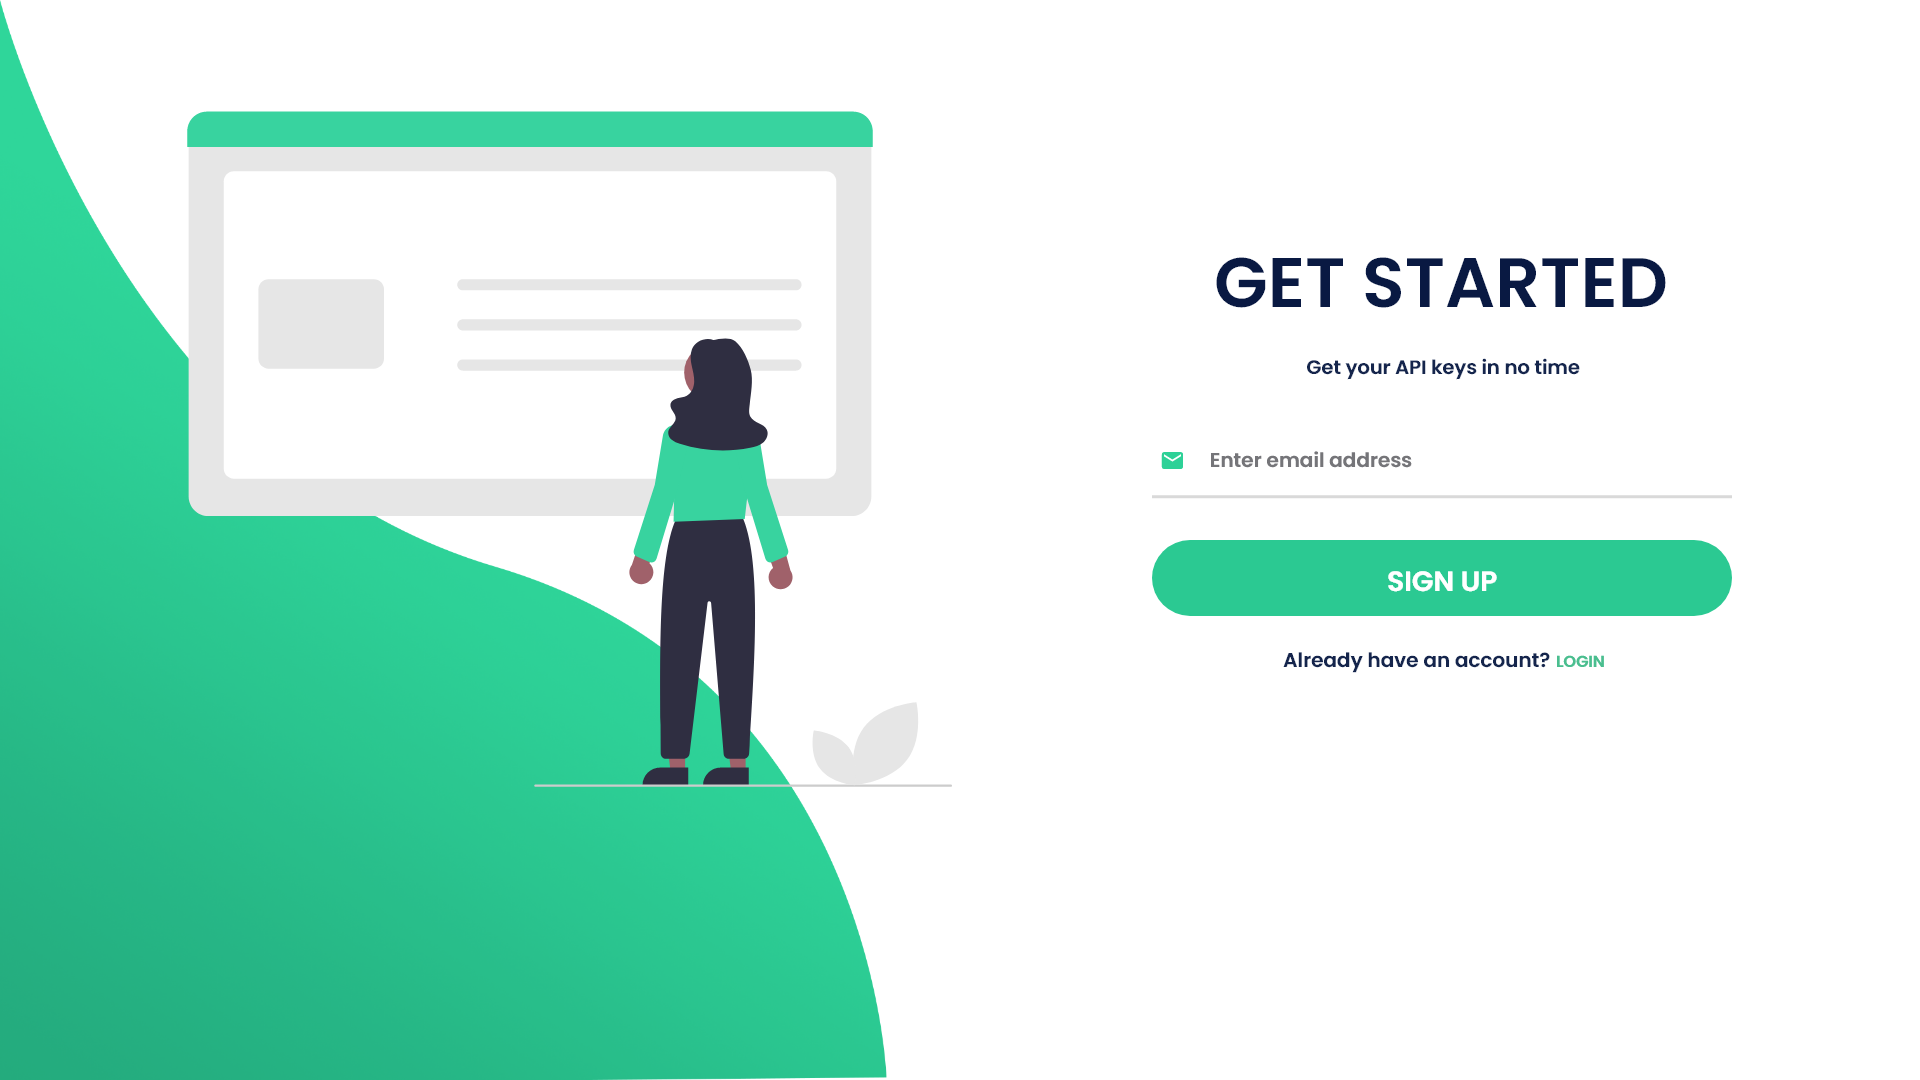 GET STARTED
Get your API keys in no time
Enter email address
SIGN UP
Already have an account? LOGIN